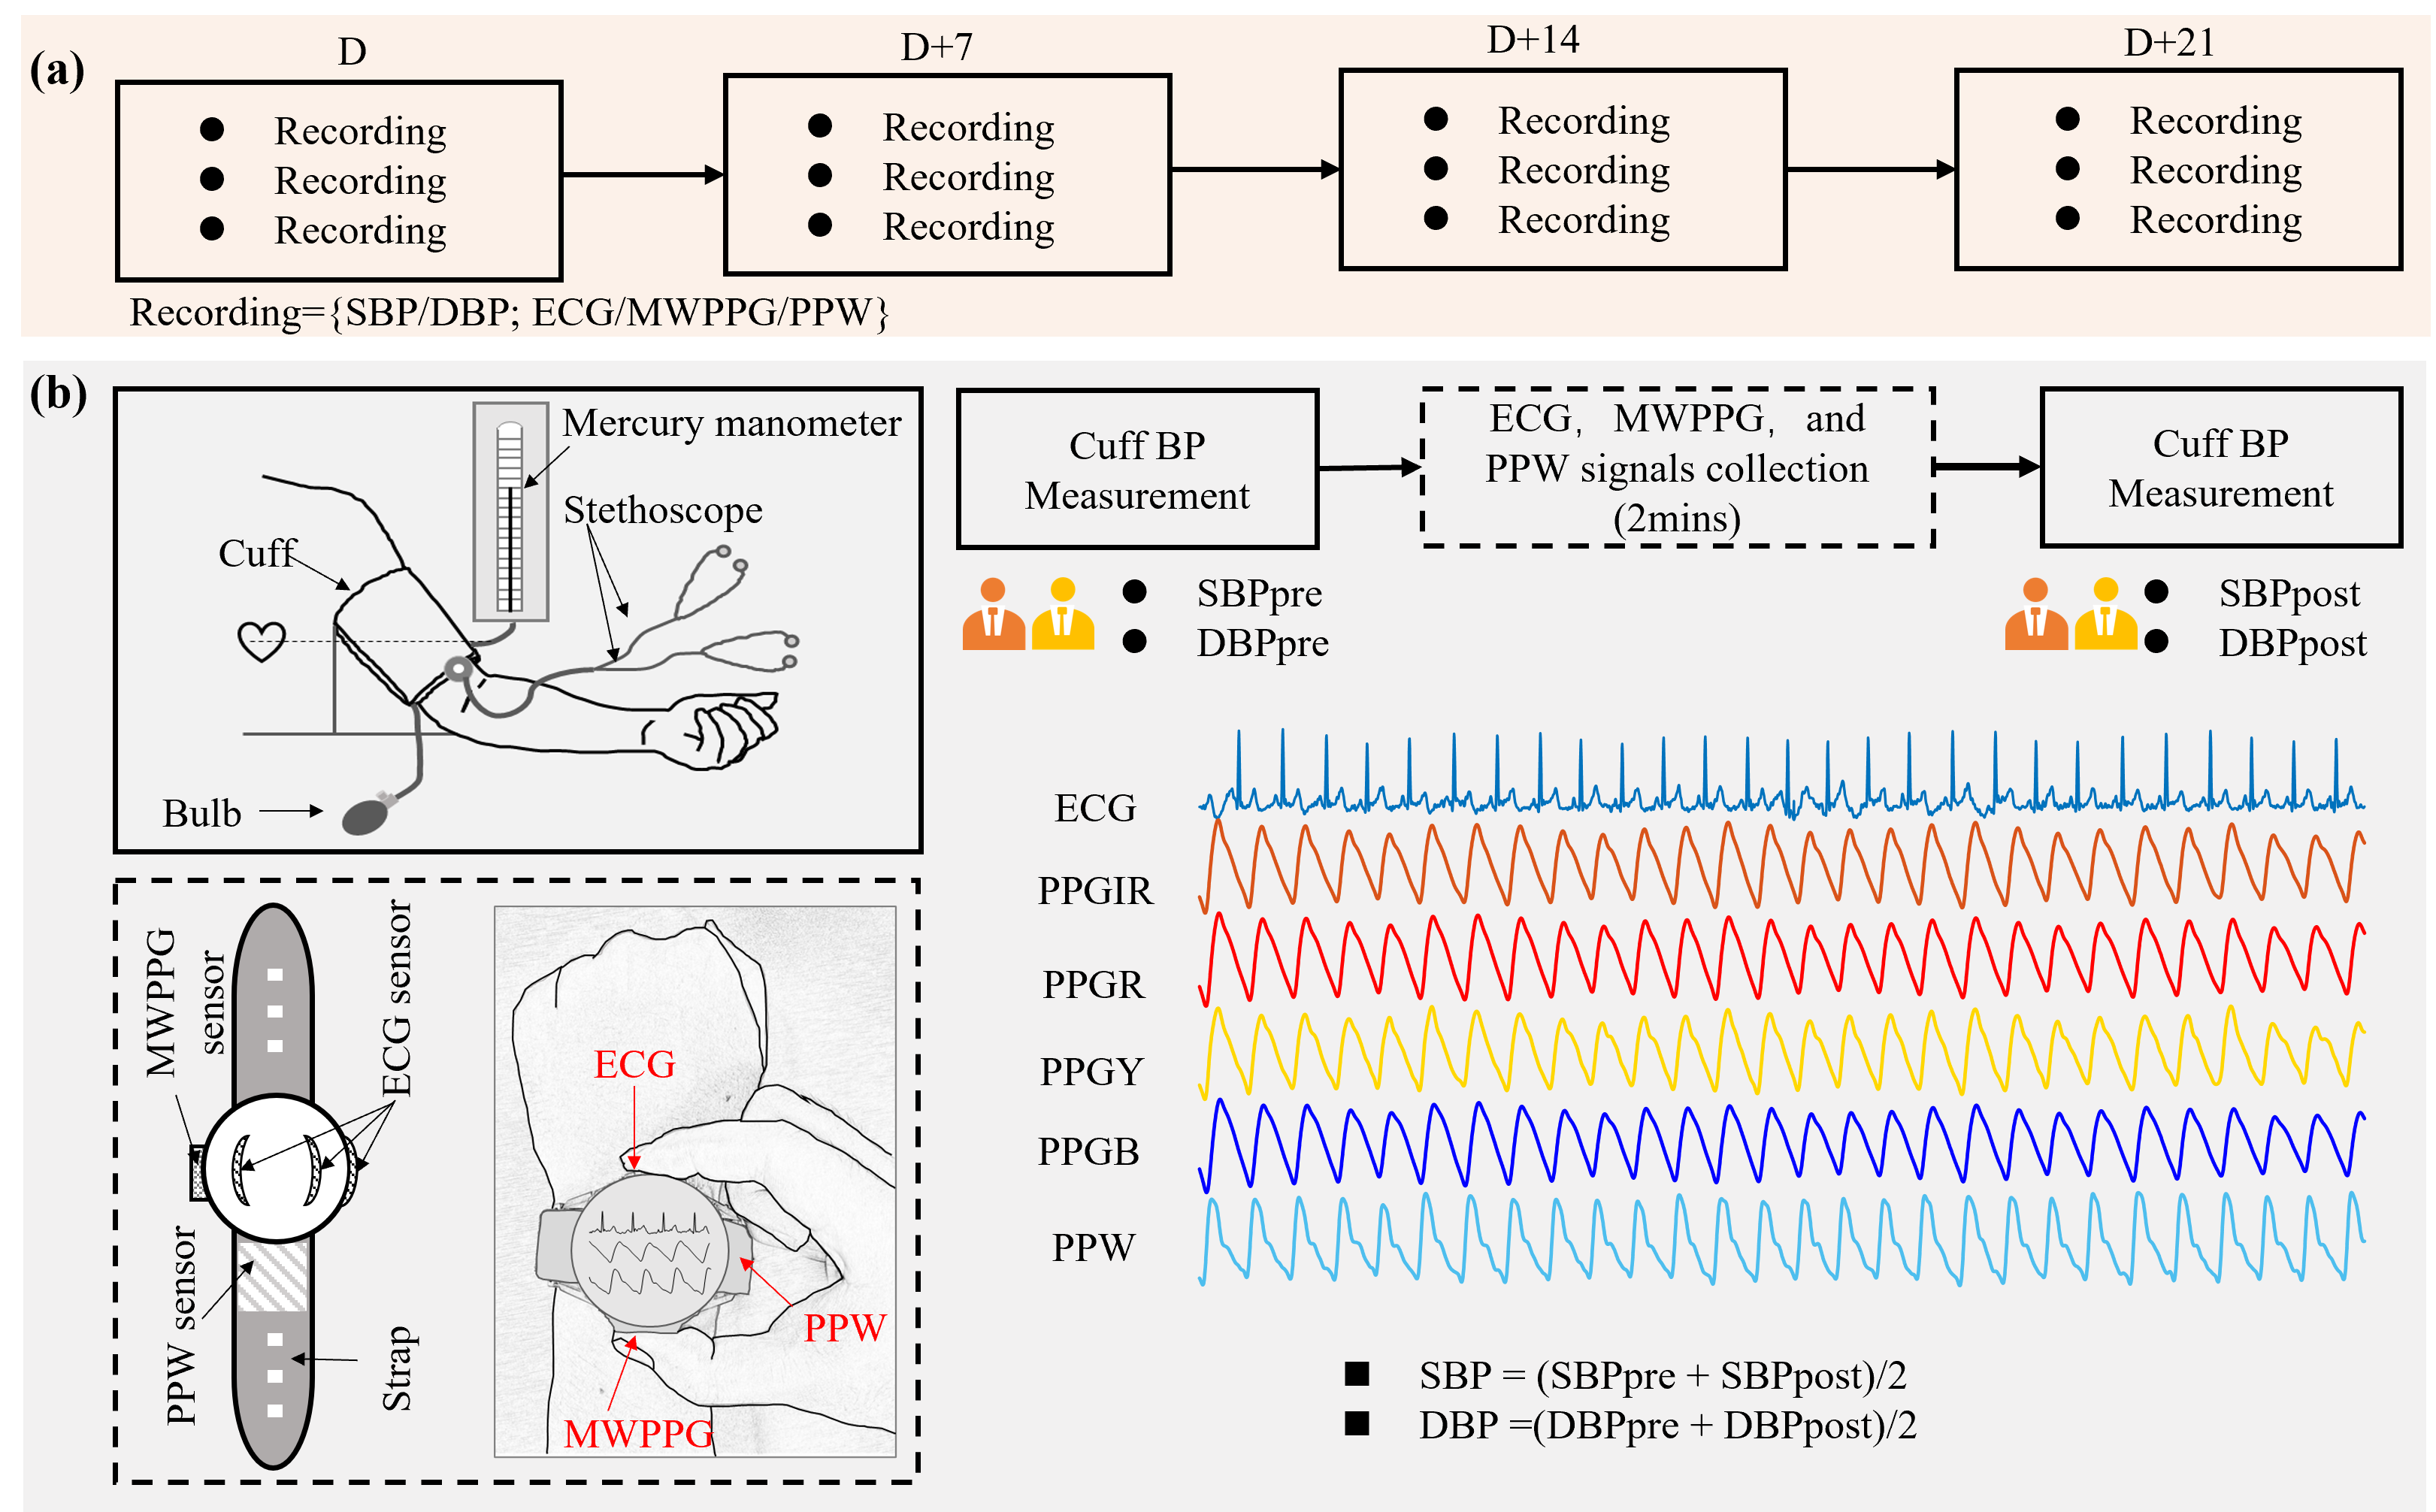 (a)
D
D+7
D+14
D+21
Recording
Recording
Recording
Recording
Recording
Recording
Recording
Recording
Recording
Recording
Recording
Recording
Recording={SBP/DBP; ECG/MWPPG/PPW}
(b)
Mercury manometer
Stethoscope
Cuff
Bulb
Cuff BP
Measurement
ECG, MWPPG, and
PPW signals collection
(2mins)
Cuff BP
Measurement
SBPpre
DBPpre
SBPpost
DBPpost
MWPPG
sensor
ECG sensor
PPW sensor
Strap
ECG
PPW
MWPPG
ECG
PPGIR
PPGR
PPGY
PPGB
PPW
SBP = (SBPpre + SBPpost)/2
DBP =(DBPpre + DBPpost)/2